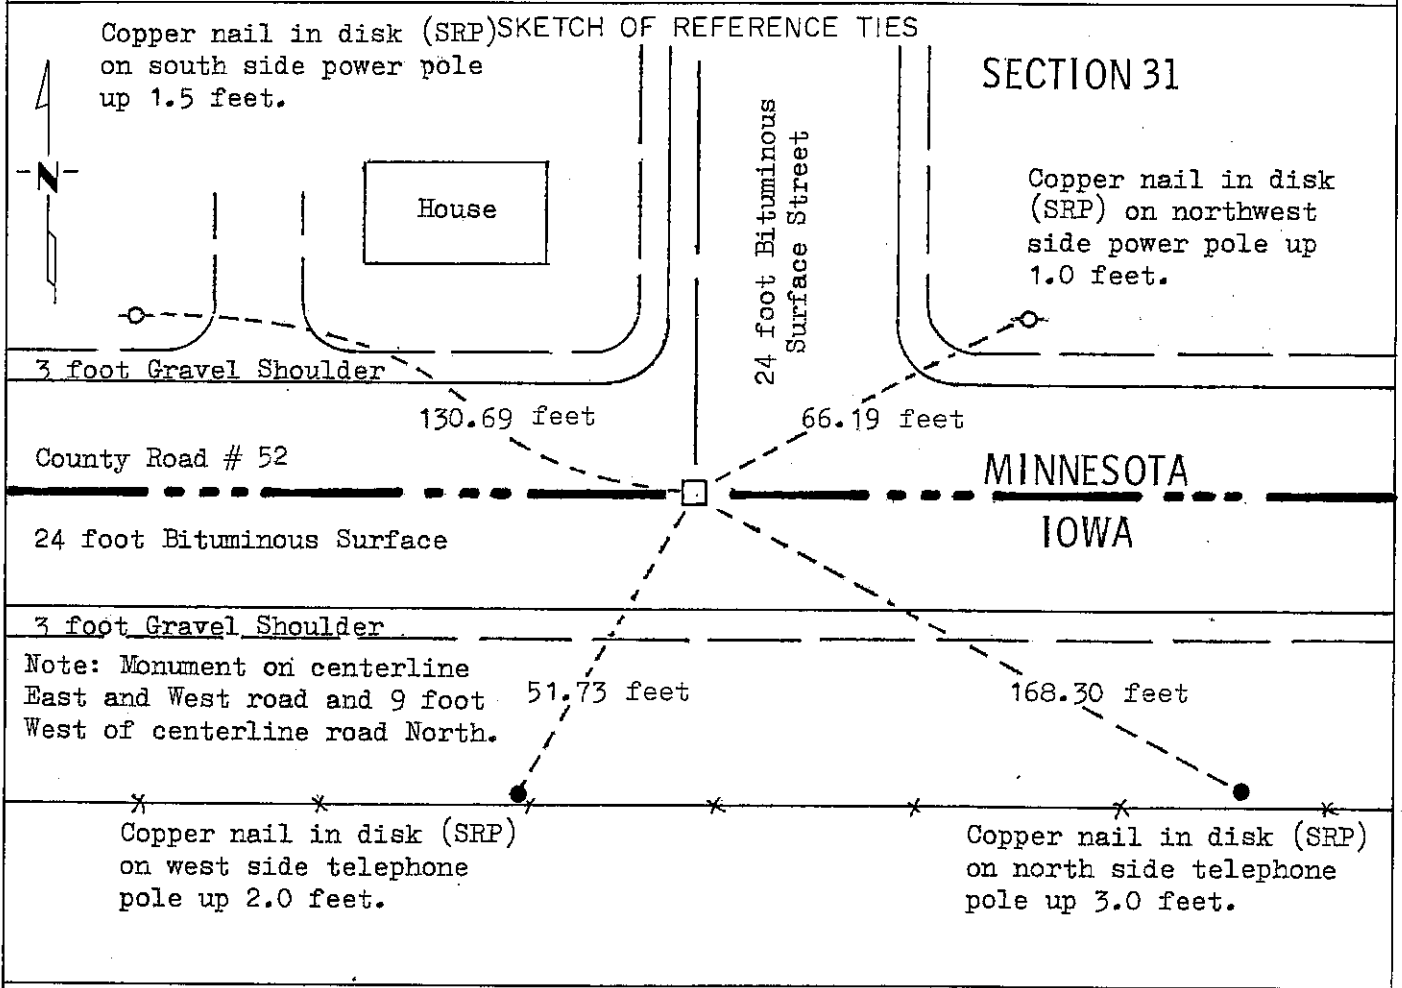 SKETCH OF REFERENCE TIES
Copper nail in disk (SRP)
on south side power pole
up 1.5 feet.
SECTION 31
N
House
24 foot Bituminous
Surface Street
Copper nail in disk
(SRP) on northwest
side power pole up
1.0 feet.
3 foot Gravel Shoulder
130.69 feet
66.19 feet
County Road # 52
MINNESOTA
IOWA
24 foot Bituminous Surface
3 foot Gravel Shoulder
Note: Monument on centerline
East and West road and 9 foot
West of centerline road North.
51.73 feet
168.30 feet
Copper nail in disk (SRP)
on west side telephone
pole up 2.0 feet.
Copper nail in disk (SRP)
on north side telephone
pole up 3.0 feet.